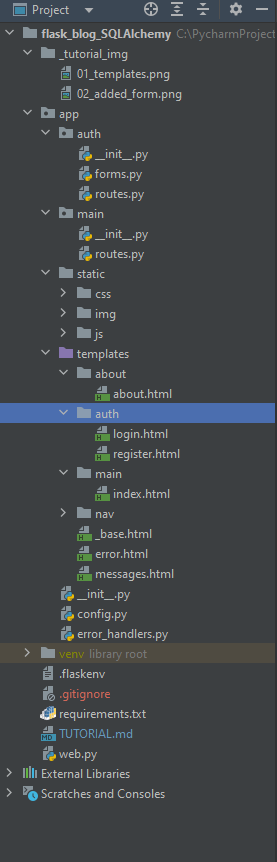 Project
flask_blog_SQLAlchemy C:\PycharmProject
_tutorial_img
01_templates.png
02_added_form.png
app
auth
__init__.py
forms.py
routes.py
main
__init__.py
routes.py
static
css
img
js
templates
about
about.html
auth
login.html
register.html
main
index.html
nav
_base.html
error.html
messages.html
__init__.py
config.py
error_handlers.py
venv library root
.flaskenv
.gitignore
requirements.txt
TUTORIAL.md
web.py
External Libraries
Scratches and Consoles